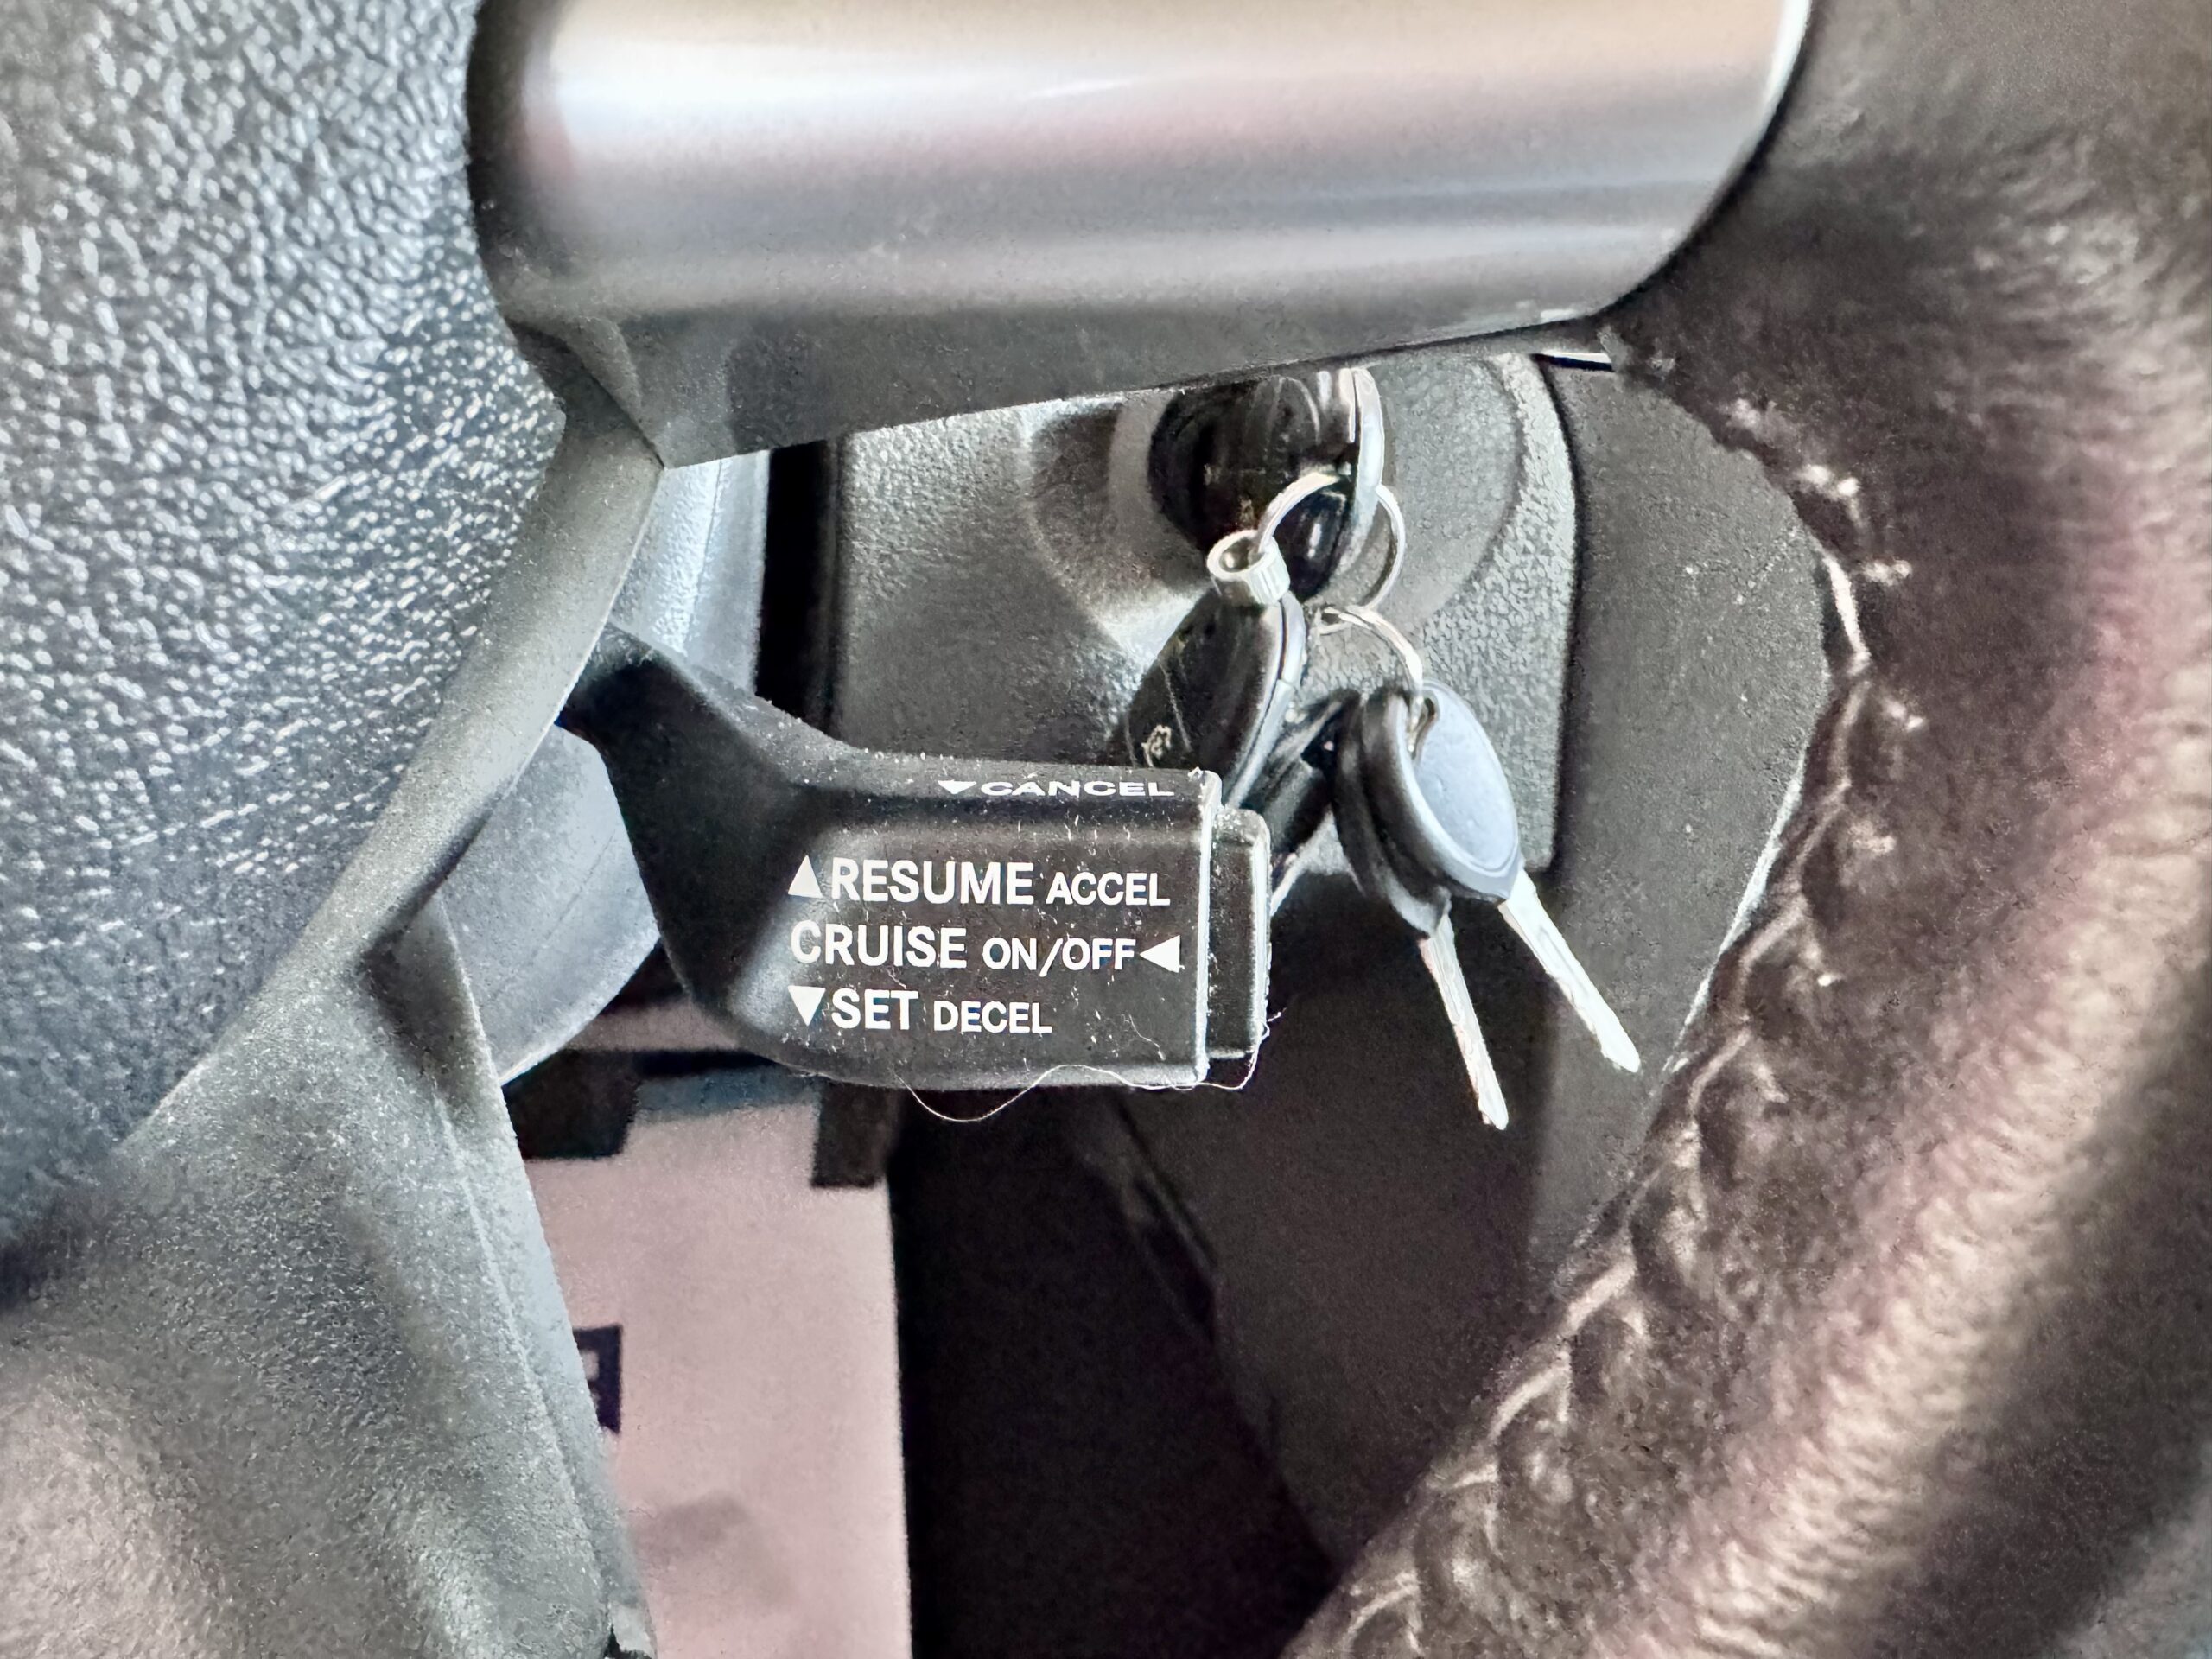 ▼CANCEL
▲RESUME ACCEL
CRUISE ON/OFF◀
▼SET DECEL